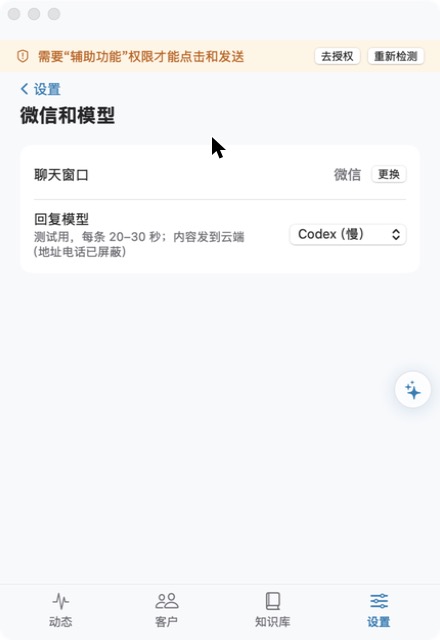 需要“辅助功能”权限才能点击和发送
去授权
重新检测
设置
微信和模型
聊天窗口
微信
更换
回复模型
测试用，每条 20–30 秒；内容发到云端
(地址电话已屏蔽)
Codex (慢)
动态
客户
知识库
设置